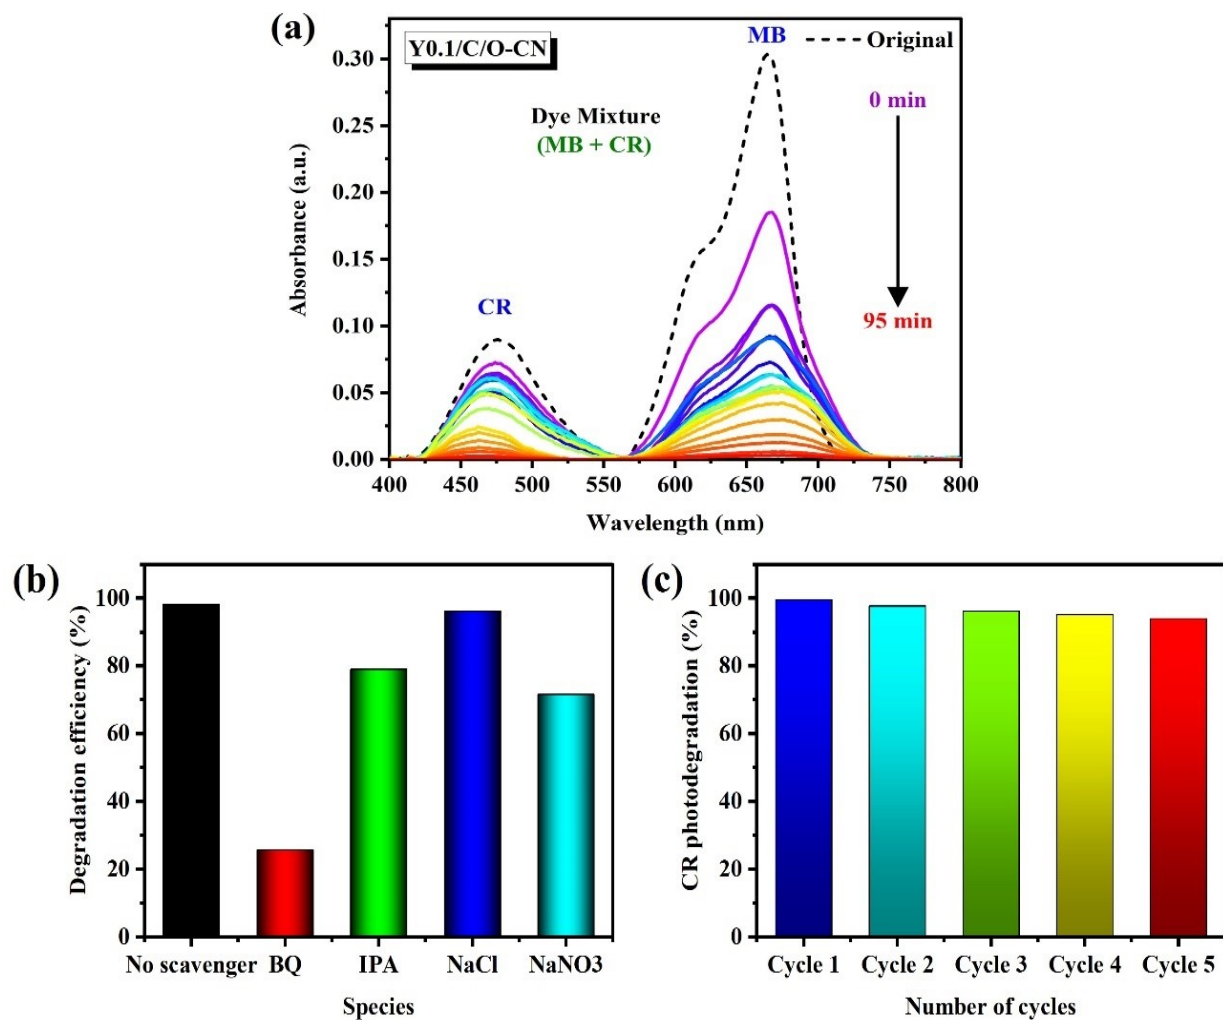 (a)
Y0.1/C/O-CN
MB
Original
Dye Mixture
(MB + CR)
0 min
95 min
CR
0.30
0.25
0.20
0.15
0.10
0.05
0.00
Absorbance (a.u.)
400 450 500 550 600 650 700 750 800
Wavelength (nm)
(b)
100
80
60
40
20
0
Degradation efficiency (%)
No scavenger BQ IPA NaCl NaNO3
Species
(c)
100
80
60
40
20
0
CR photodegradation (%)
Cycle 1 Cycle 2 Cycle 3 Cycle 4 Cycle 5
Number of cycles